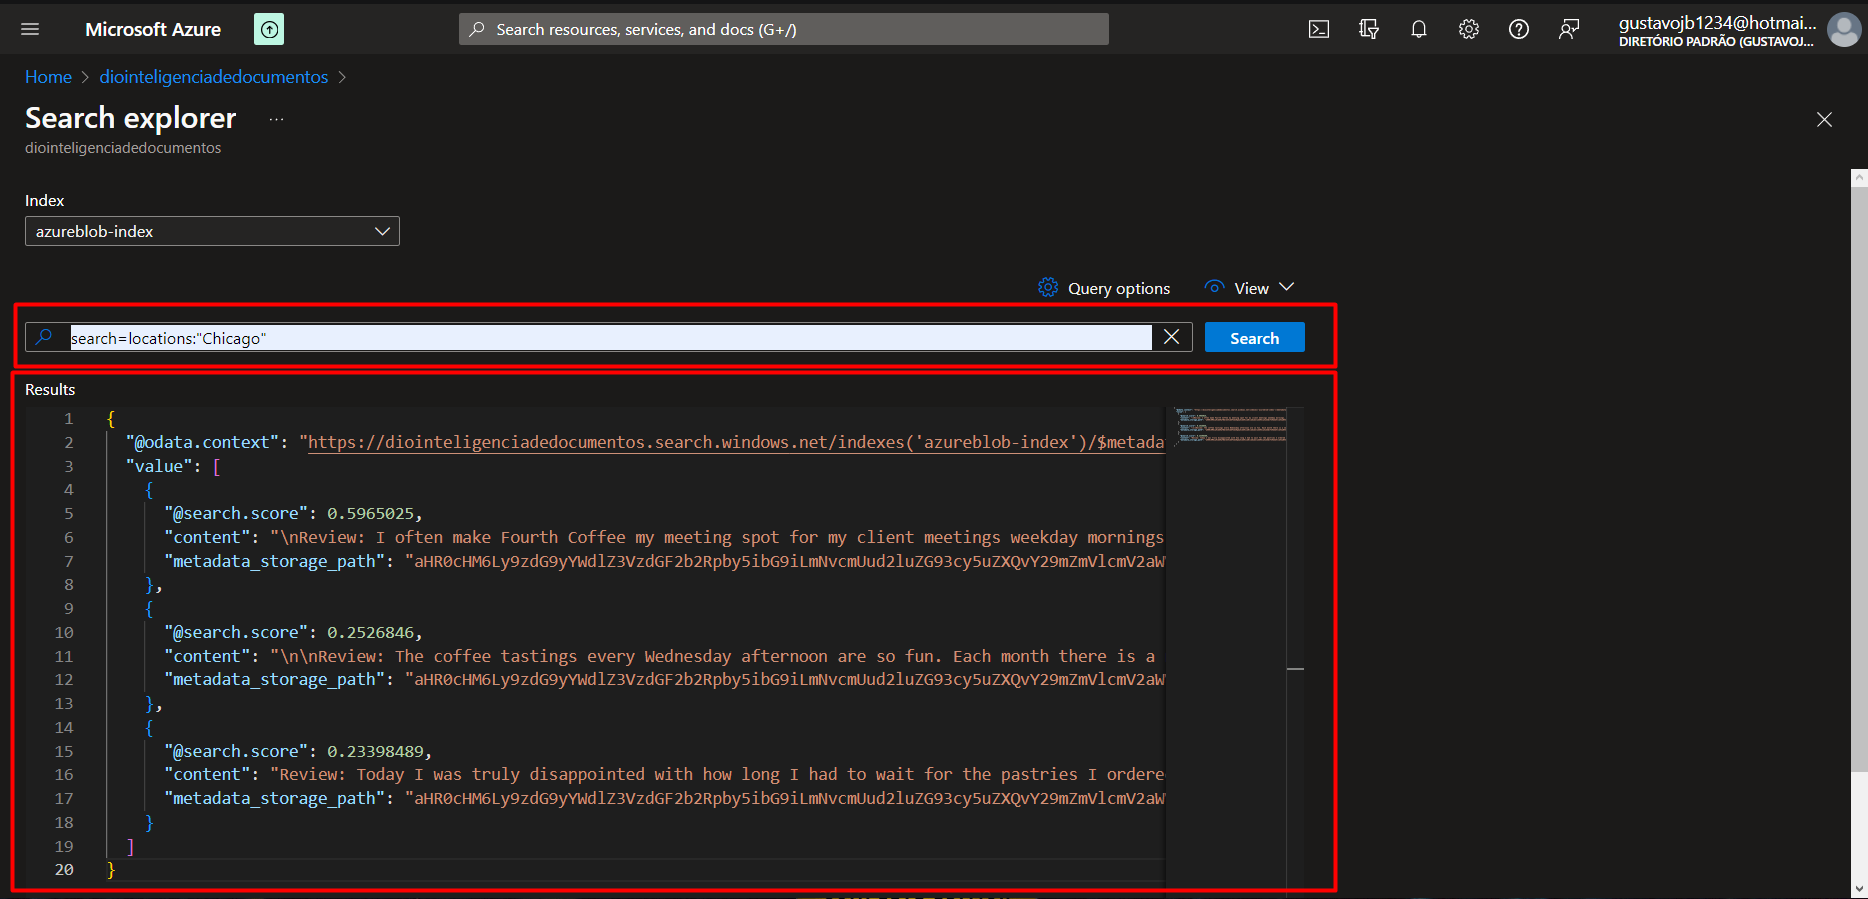 Microsoft Azure
Search resources, services, and docs (G+/)
gustavojb1234@hotmai...
DIRETÓRIO PADRÃO (GUSTAVOJ...
Home > diointeligenciadedocumentos >
Search explorer ...
diointeligenciadedocumentos
Index
azureblob-index
Query options View
search=locations:"Chicago"
Search
Results
1 {
2 "@odata.context": "https://diointeligenciadedocumentos.search.windows.net/indexes('azureblob-index')/$metada
3 "value": [
4 {
5 "@search.score": 0.5965025,
6 "content": "\nReview: I often make Fourth Coffee my meeting spot for my client meetings weekday mornings
7 "metadata_storage_path": "aHR0cHM6Ly9zdG9yYWdlZ3VzdGF2b2Rpby5ibG9iLmNvcmUud2luZG93cy5uZXQvY29mZmVlcmV2aW
8 },
9 {
10 "@search.score": 0.2526846,
11 "content": "\n\nReview: The coffee tastings every Wednesday afternoon are so fun. Each month there is a
12 "metadata_storage_path": "aHR0cHM6Ly9zdG9yYWdlZ3VzdGF2b2Rpby5ibG9iLmNvcmUud2luZG93cy5uZXQvY29mZmVlcmV2aW
13 },
14 {
15 "@search.score": 0.23398489,
16 "content": "Review: Today I was truly disappointed with how long I had to wait for the pastries I ordere
17 "metadata_storage_path": "aHR0cHM6Ly9zdG9yYWdlZ3VzdGF2b2Rpby5ibG9iLmNvcmUud2luZG93cy5uZXQvY29mZmVlcmV2aW
18 }
19 ]
20 }